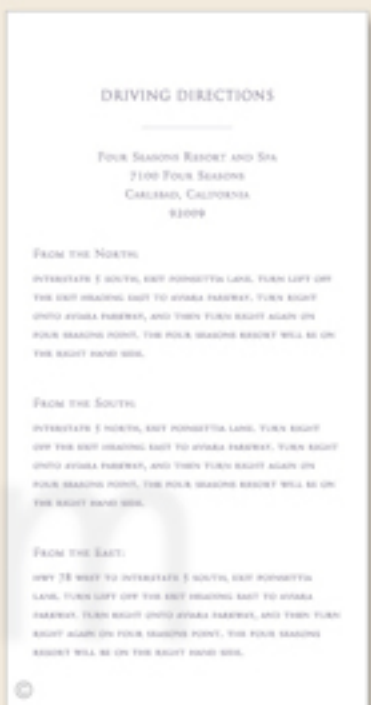 DRIVING DIRECTIONS
FOUR SEASONS RESORT AND SPA
7100 FOUR SEASONS
CARLSBAD, CALIFORNIA
92009
FROM THE NORTH:
INTERSTATE 5 SOUTH, EXIT POINSETTIA LANE. TURN LEFT OFF
THE EXIT HEADING EAST TO AVIARA PARKWAY. TURN RIGHT
ONTO AVIARA PARKWAY, AND THEN TURN RIGHT AGAIN ON
FOUR SEASONS POINT. THE FOUR SEASONS RESORT WILL BE ON
THE RIGHT HAND SIDE.
FROM THE SOUTH:
INTERSTATE 5 NORTH, EXIT POINSETTIA LANE. TURN RIGHT
OFF THE EXIT HEADING EAST TO AVIARA PARKWAY. TURN RIGHT
ONTO AVIARA PARKWAY, AND THEN TURN RIGHT AGAIN ON
FOUR SEASONS POINT. THE FOUR SEASONS RESORT WILL BE ON
THE RIGHT HAND SIDE.
FROM THE EAST:
HWY 78 WEST TO INTERSTATE 5 SOUTH, EXIT POINSETTIA
LANE. TURN LEFT OFF THE EXIT HEADING EAST TO AVIARA
PARKWAY. TURN RIGHT ONTO AVIARA PARKWAY, AND THEN TURN
RIGHT AGAIN ON FOUR SEASONS POINT. THE FOUR SEASONS
RESORT WILL BE ON THE RIGHT HAND SIDE.
m